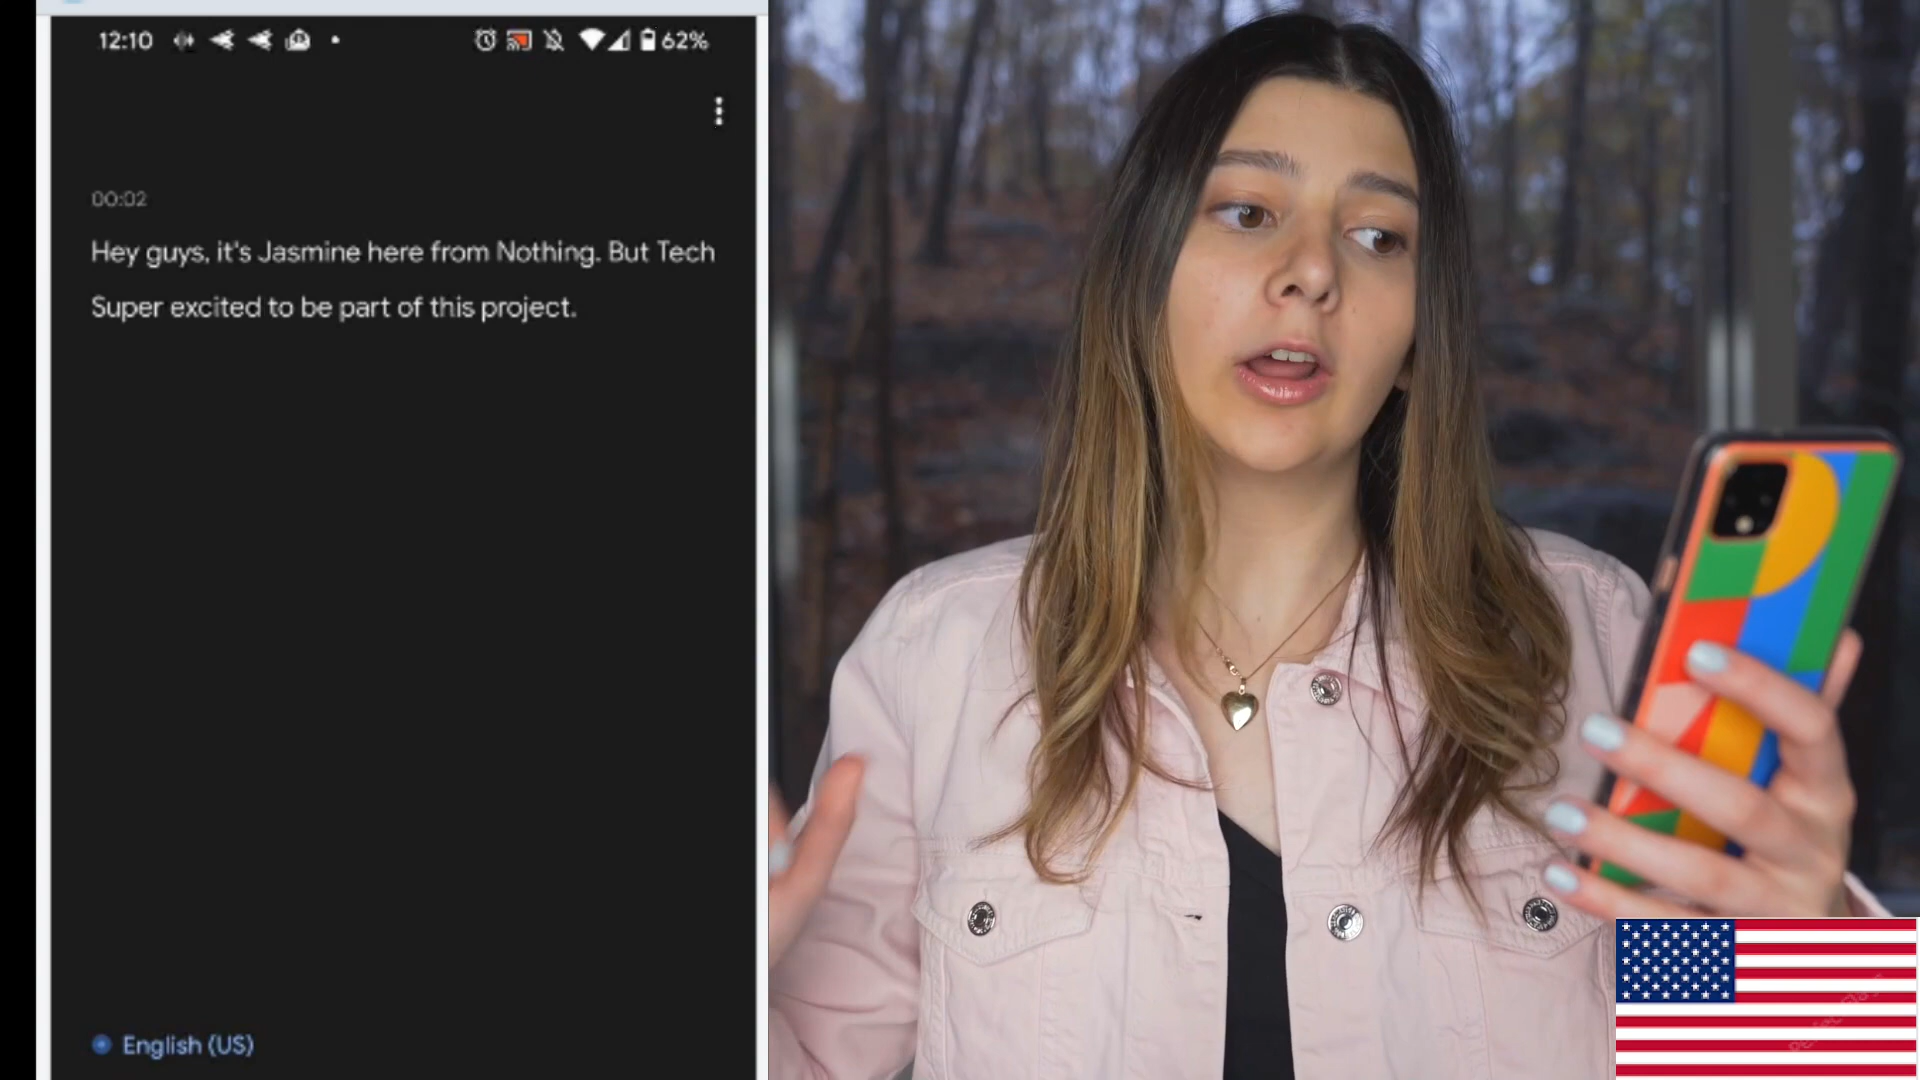 12:10
62%
00:02
Hey guys, it's Jasmine here from Nothing. But Tech
Super excited to be part of this project.
English (US)